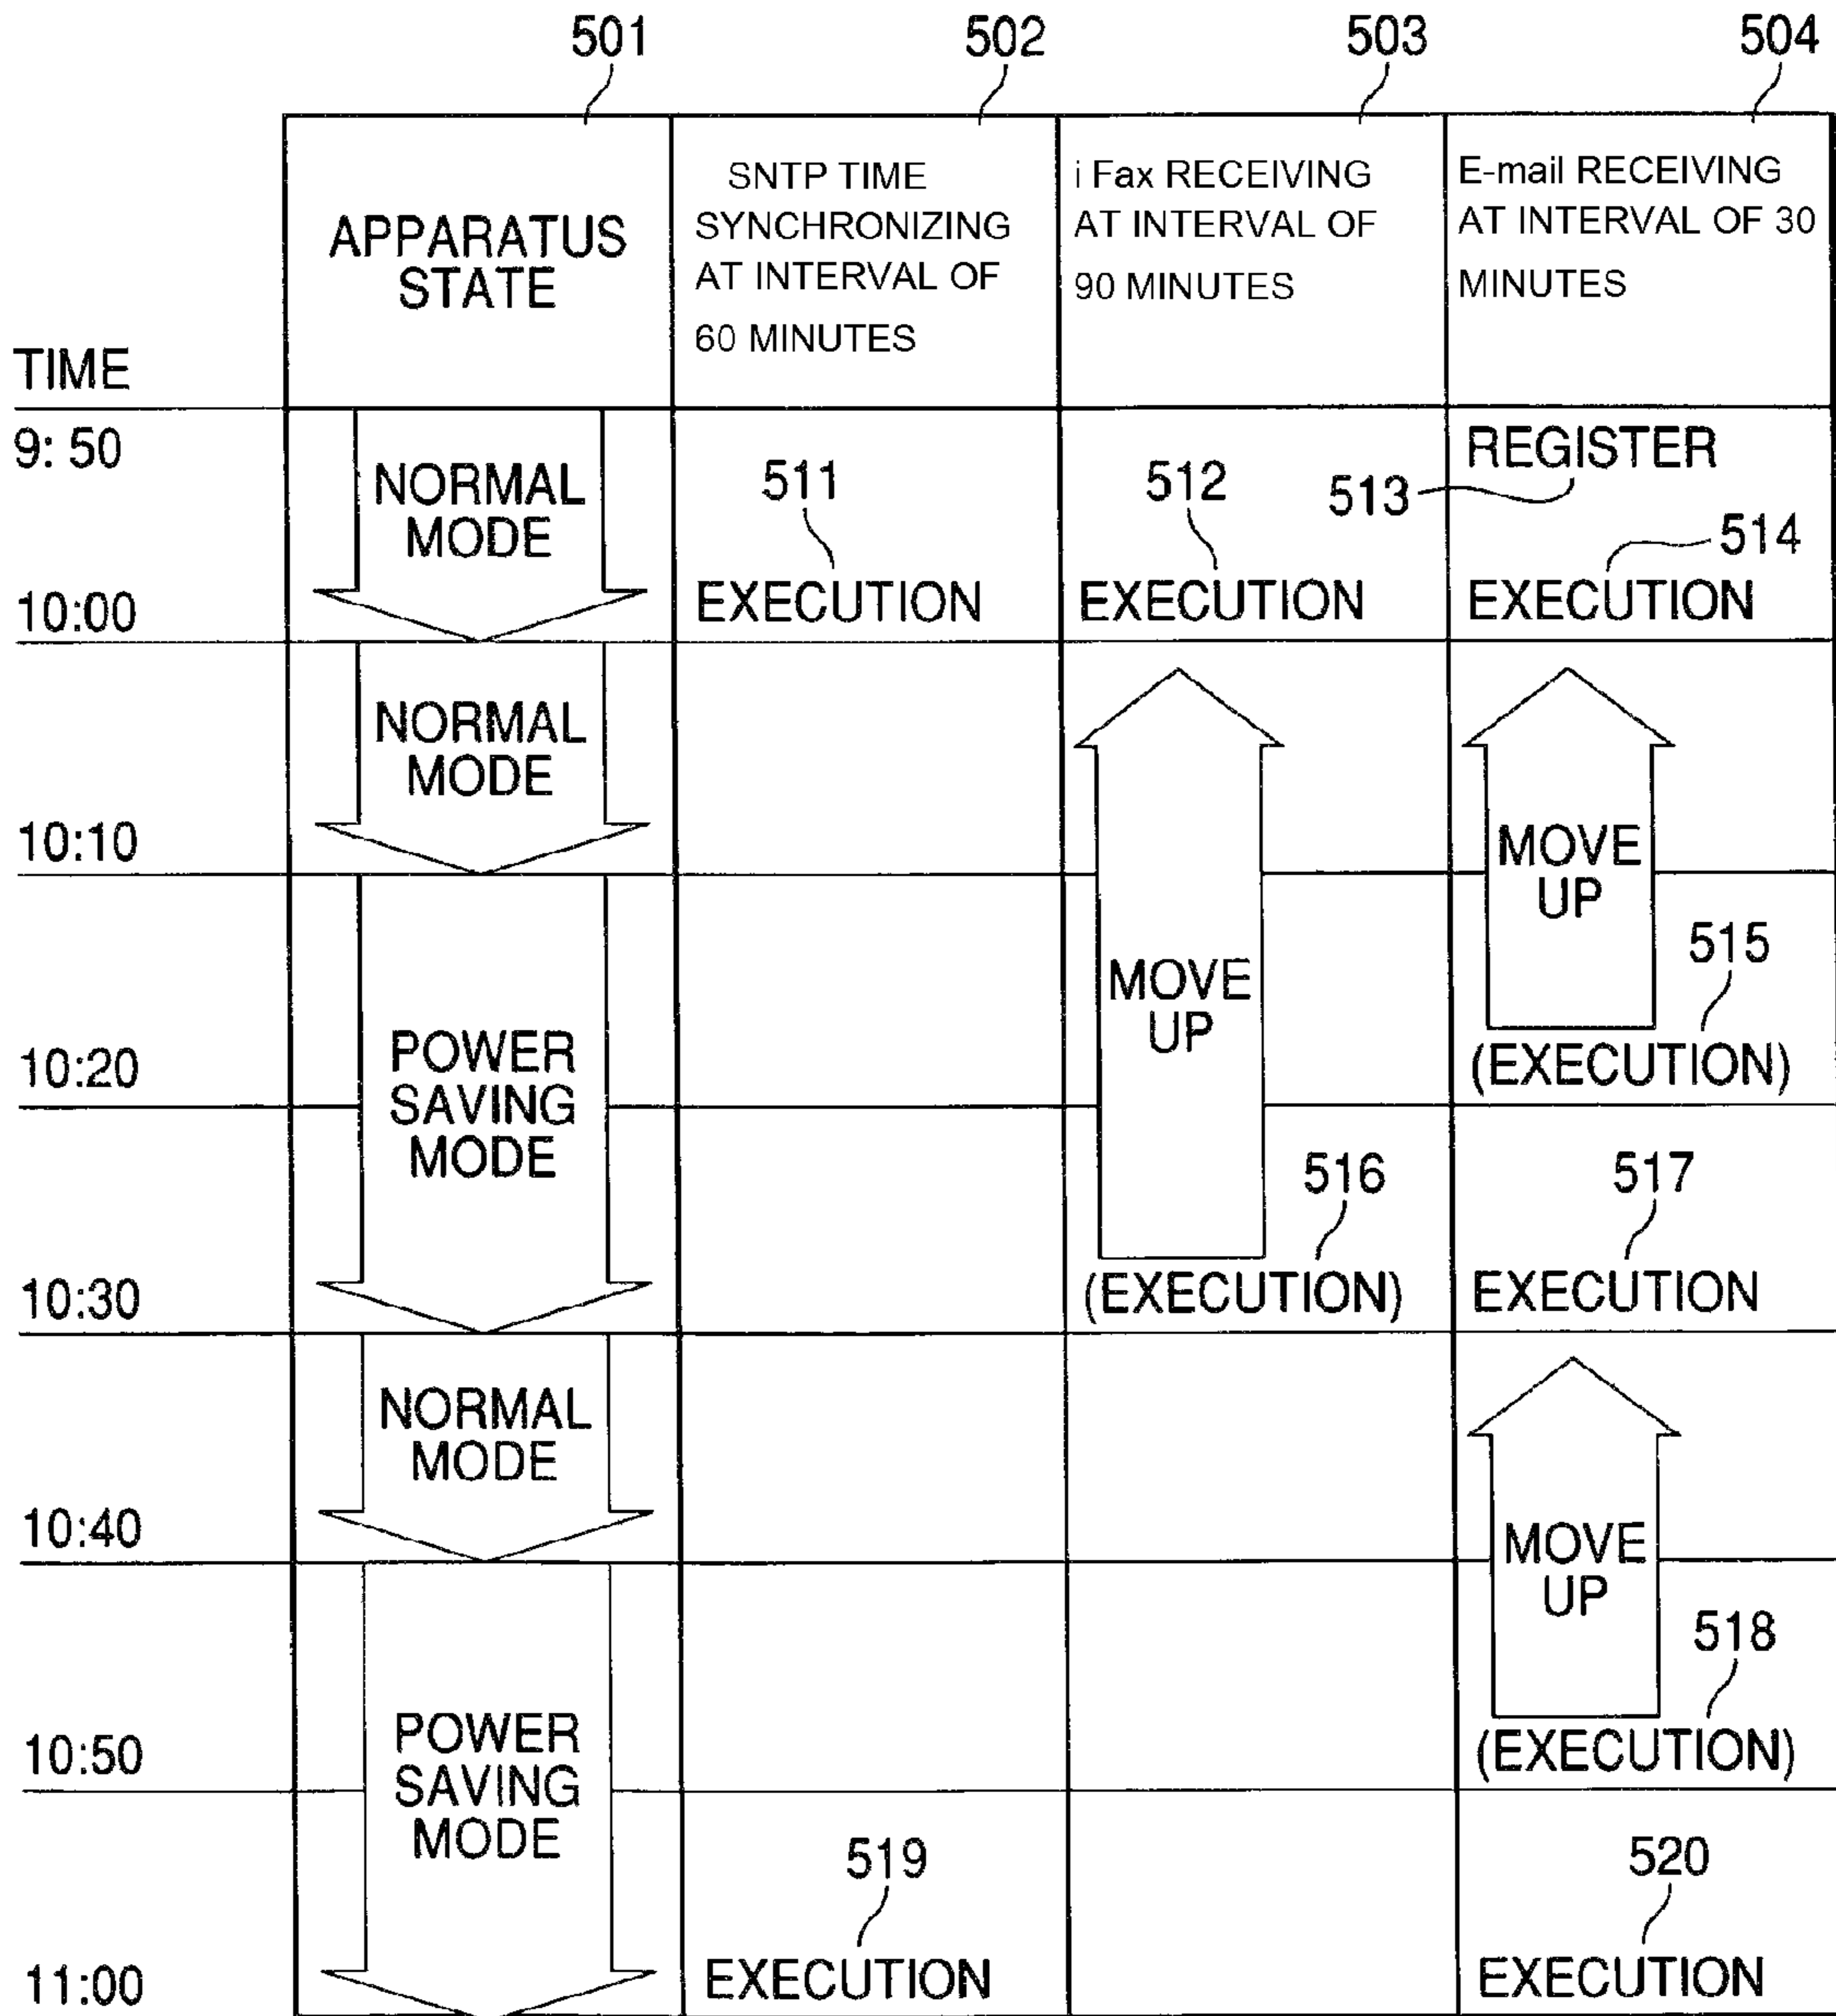 501 502 503 504
APPARATUS
STATE
SNTP TIME
SYNCHRONIZING
AT INTERVAL OF
60 MINUTES
i Fax RECEIVING
AT INTERVAL OF
90 MINUTES
E-mail RECEIVING
AT INTERVAL OF 30
MINUTES
TIME
9: 50
NORMAL
MODE
511
512
REGISTER
513
514
10:00
EXECUTION
EXECUTION
EXECUTION
NORMAL
MODE
10:10
MOVE
UP
MOVE
UP
515
10:20
POWER
SAVING
MODE
(EXECUTION)
516
517
10:30
(EXECUTION)
EXECUTION
NORMAL
MODE
10:40
MOVE
UP
518
10:50
POWER
SAVING
MODE
(EXECUTION)
519
520
11:00
EXECUTION
EXECUTION